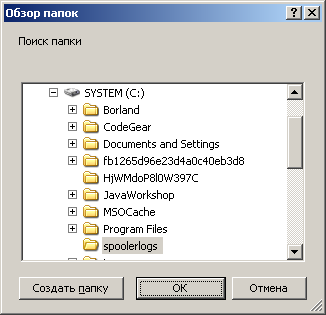 Обзор папок
Поиск папки
SYSTEM (C:)
Borland
CodeGear
Documents and Settings
fb1265d96e23d4a0c40eb3d8
HjWMdoP8l0W397C
JavaWorkshop
MSOCache
Program Files
spoolerlogs
Создать папку
OK
Отмена